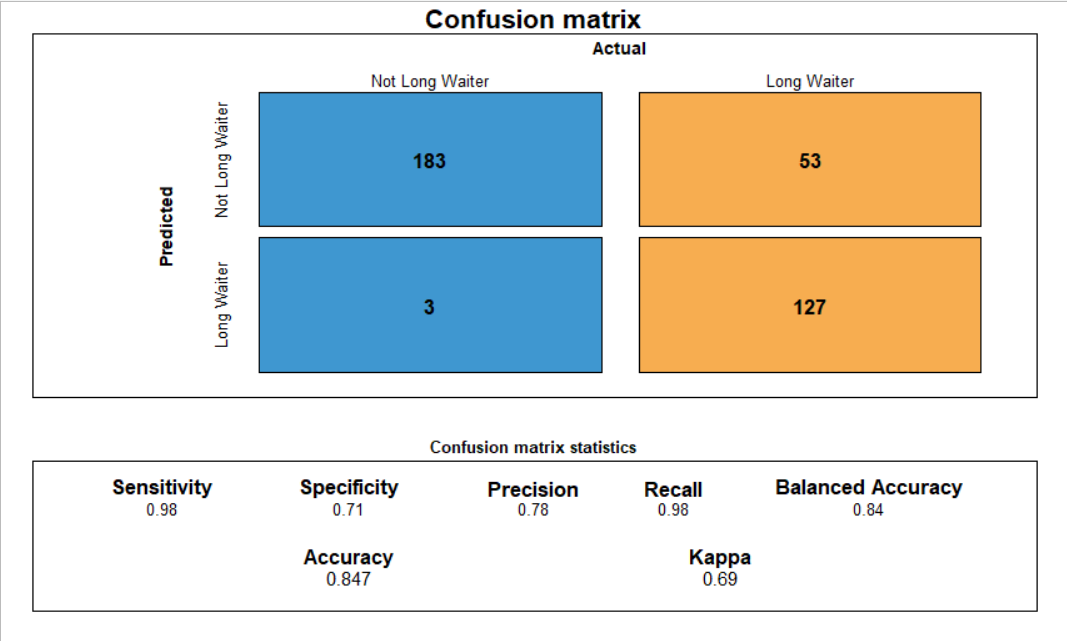 Confusion matrix
Actual
Not Long Waiter Long Waiter
Predicted
Not Long Waiter
183 53
Long Waiter
3 127
Confusion matrix statistics
Sensitivity Specificity Precision Recall Balanced Accuracy
0.98 0.71 0.78 0.98 0.84
Accuracy Kappa
0.847 0.69